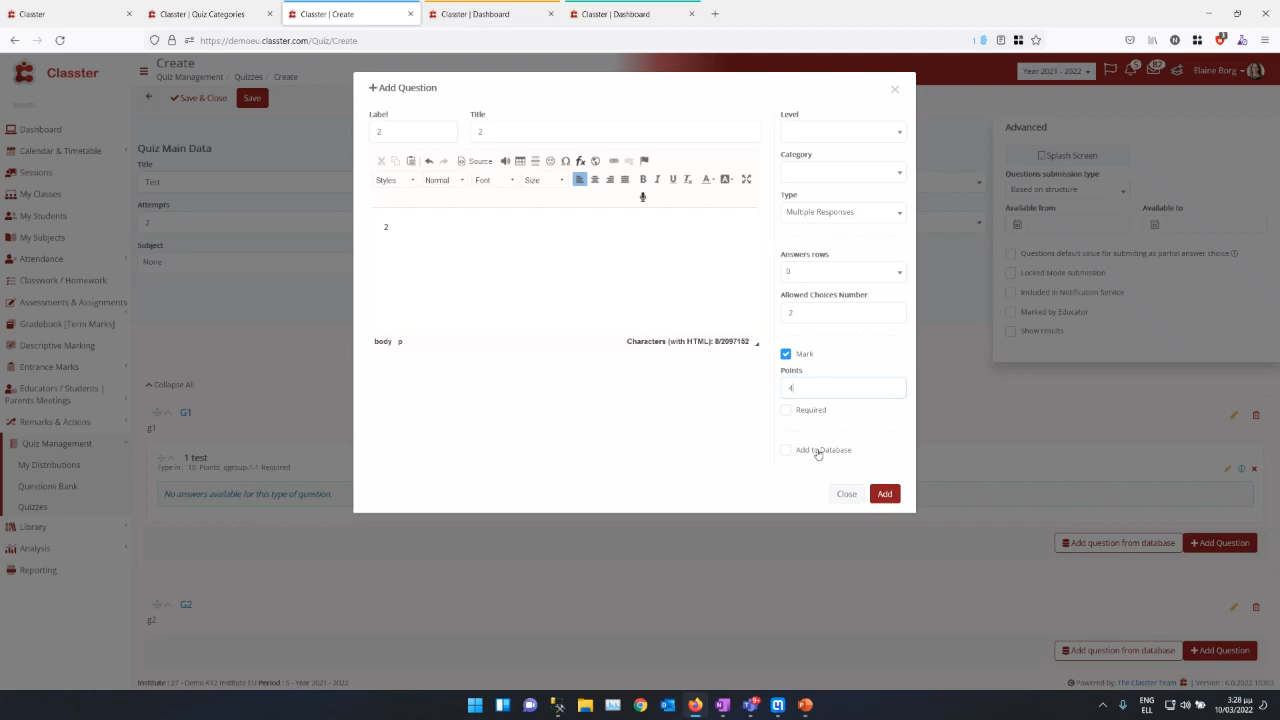 Classter | Create
Classter | Quiz Categories
Classter | Create
Classter | Dashboard
Classter | Dashboard
https://demoeu.classter.com/Quiz/Create
Classter
Create
Quiz Management / Quizzes / Create
Year 2021 - 2022
Elaine Borg
Search...
Save & Close
Save
Dashboard
Calendar & Timetable
Sessions
My Classes
My Students
My Subjects
Attendance
Classwork / Homework
Assessments & Assignments
Gradebook [Term Marks]
Descriptive Marking
Entrance Marks
Educators / Students |
Parents Meetings
Remarks & Actions
Quiz Management
My Distributions
Questions Bank
Quizzes
Library
Analysis
Reporting
Quiz Main Data
Title
Test
Attempts
2
Subject
None -
Collapse All
G1
g1
1 test
Type in 10 Points qgroup-1-1 Required
No answers available for this type of question.
Add question from database
Add Question
G2
g2
Add question from database
Add Question
Add Question
Label
2
Title
2
Source
Styles
Normal
Font
Size
2
body p
Characters (with HTML): 8/2097152
Level
Category
Type
Multiple Responses
Answers rows
0
Allowed Choices Number
2
Mark
Points
4
Required
Add to Database
Close
Add
Advanced
Splash Screen
Questions submission type
Based on structure
Available from
Available to
Questions default value for submiting as partial answer choice
Locked Mode submission
Included in Notification Service
Marked by Educator
Show results
Institute : 27 - Demo K12 Institute EU Period : 5 - Year 2021 - 2022
Powered by: The Classter Team | Version : 6.0.2022 10303
ENG
EL
3:28 μμ
10/03/2022